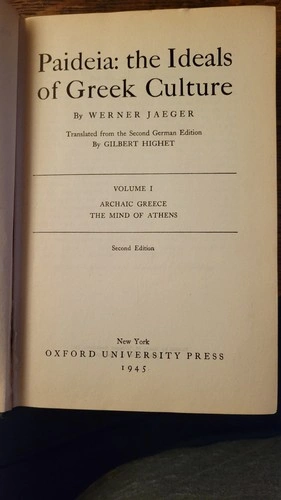 Paideia: the Ideals
of Greek Culture
By WERNER JAEGER
Translated from the Second German Edition
By GILBERT HIGHET
VOLUME I
ARCHAIC GREECE
THE MIND OF ATHENS
Second Edition
New York
OXFORD UNIVERSITY PRESS
1945